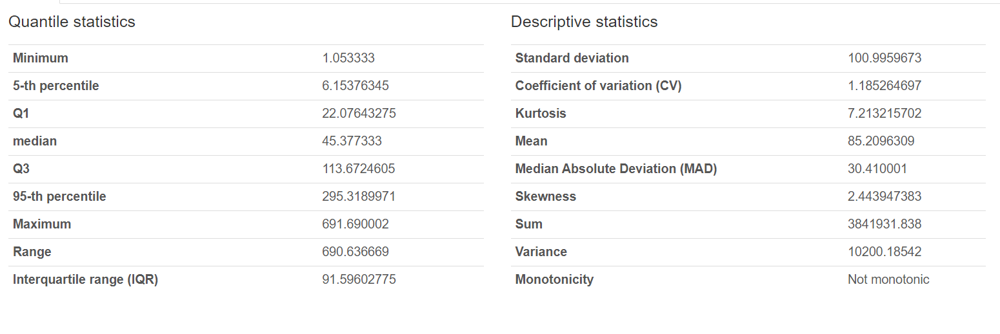 Quantile statistics
Minimum 1.053333
5-th percentile 6.15376345
Q1 22.07643275
median 45.377333
Q3 113.6724605
95-th percentile 295.3189971
Maximum 691.690002
Range 690.636669
Interquartile range (IQR) 91.59602775
Descriptive statistics
Standard deviation 100.9959673
Coefficient of variation (CV) 1.185264697
Kurtosis 7.213215702
Mean 85.2096309
Median Absolute Deviation (MAD) 30.410001
Skewness 2.443947383
Sum 3841931.838
Variance 10200.18542
Monotonicity Not monotonic